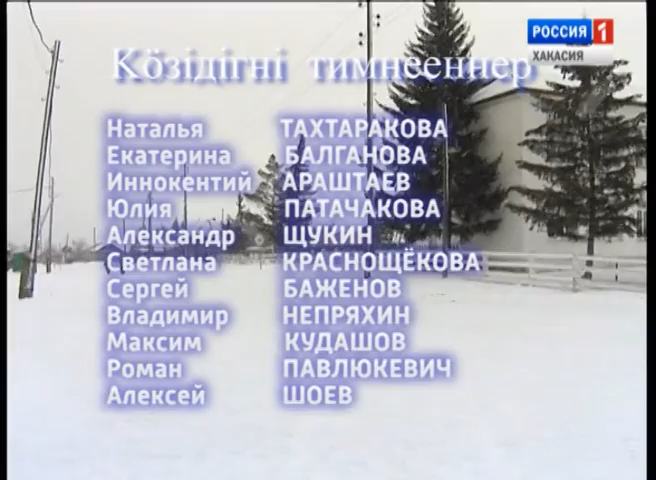 РОССИЯ 1
ХАКАСИЯ
Кöзiдiгнi тимнееннер
Наталья ТАХТАРАКОВА
Екатерина БАЛГАНОВА
Иннокентий АРАШТАЕВ
Юлия ПАТАЧАКОВА
Александр ЩУКИН
Светлана КРАСНОЩЁКОВА
Сергей БАЖЕНОВ
Владимир НЕПРЯХИН
Максим КУДАШОВ
Роман ПАВЛЮКЕВИЧ
Алексей ШОЕВ